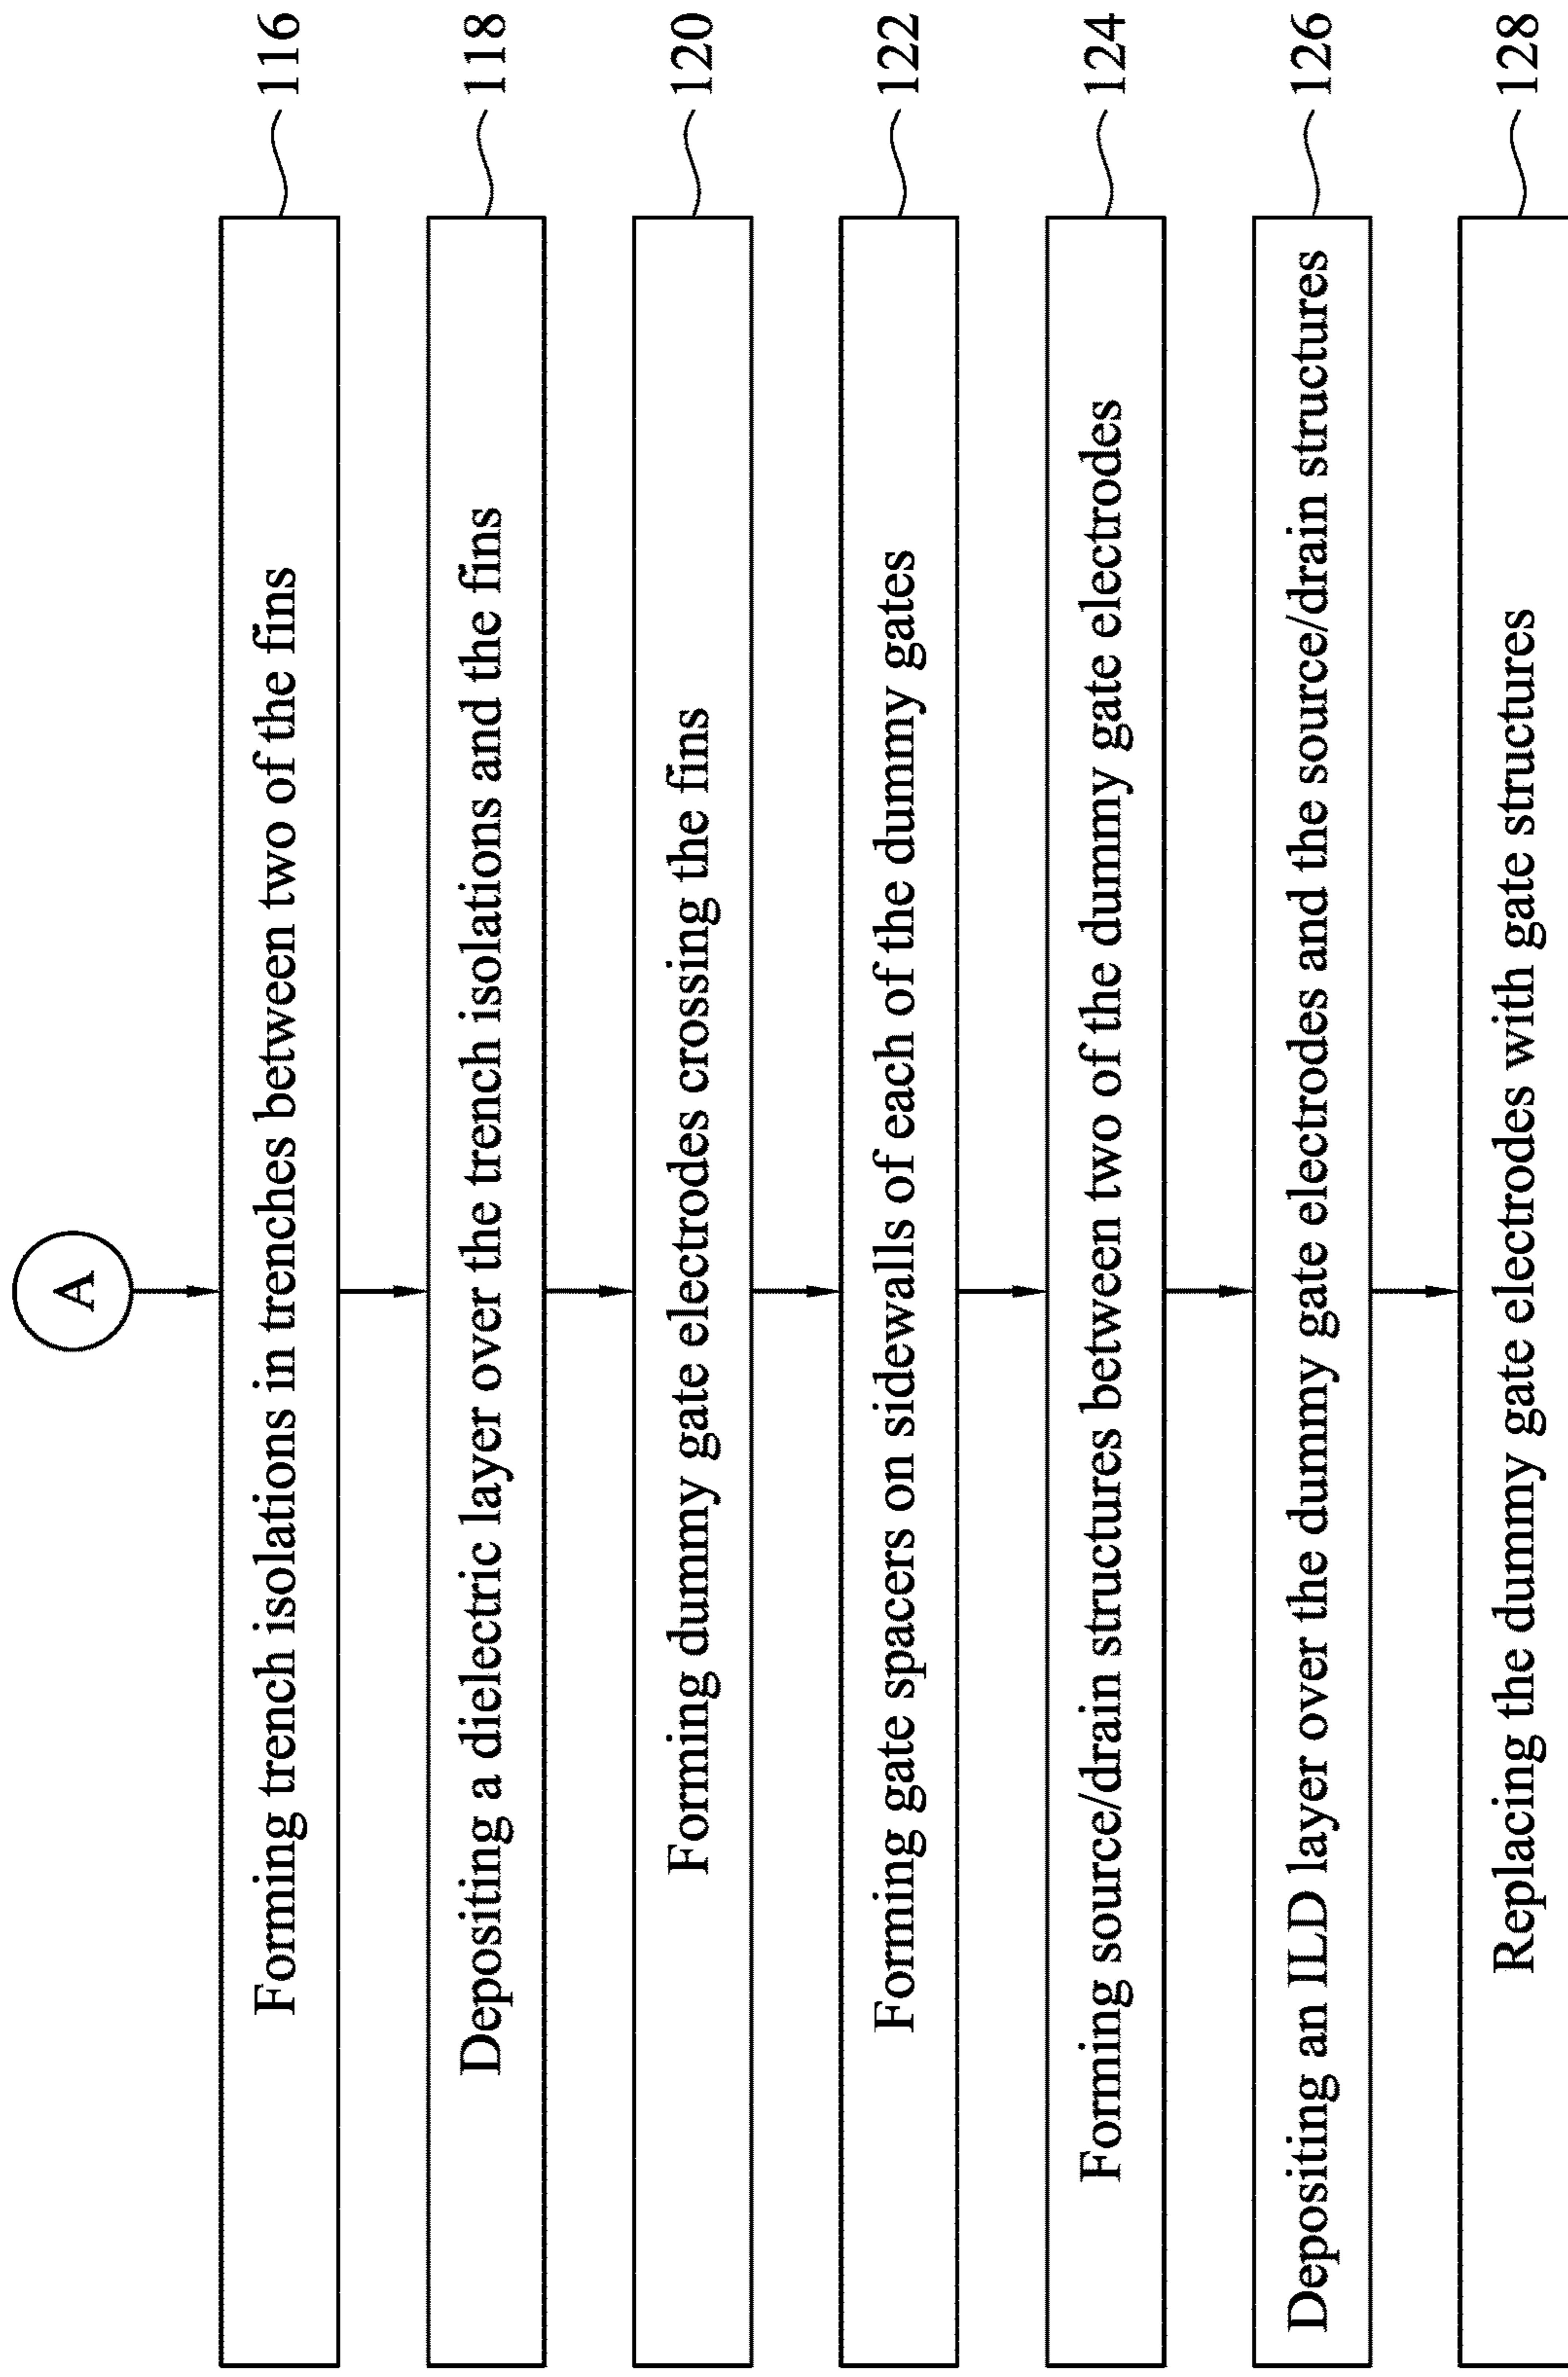 A
Forming trench isolations in trenches between two of the fins 116
Depositing a dielectric layer over the trench isolations and the fins 118
Forming dummy gate electrodes crossing the fins 120
Forming gate spacers on sidewalls of each of the dummy gates 122
Forming source/drain structures between two of the dummy gate electrodes 124
Depositing an ILD layer over the dummy gate electrodes and the source/drain structures 126
Replacing the dummy gate electrodes with gate structures 128